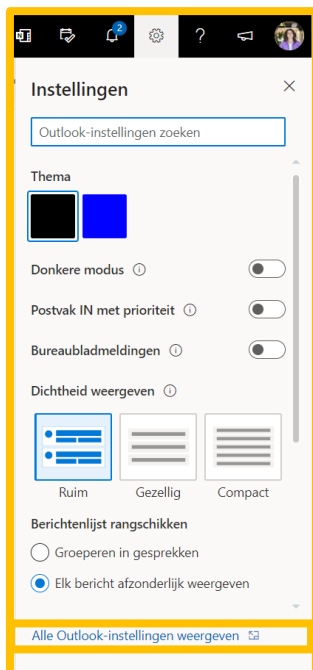 2
Instellingen
Outlook-instellingen zoeken
Thema
Donkere modus
Postvak IN met prioriteit
Bureaubladmeldingen
Dichtheid weergeven
Ruim Gezellig Compact
Berichtenlijst rangschikken
Groeperen in gesprekken
Elk bericht afzonderlijk weergeven
Alle Outlook-instellingen weergeven